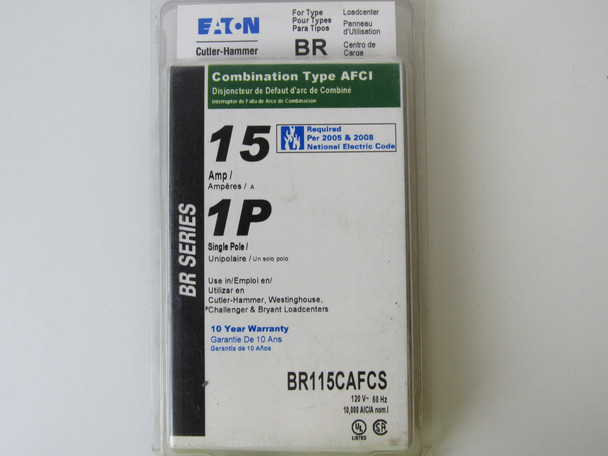 EATON
Cutler-Hammer
For Type
Pour Types
Para Tipos
BR
Loadcenter
Panneau
d'Utilisation
Centro de
Carga
Combination Type AFCI
Disjoncteur de Défaut d'arc de Combiné
Interruptor de Falla de Arco de Combinación
15
Required
Per 2005 & 2008
National Electric Code
Amp /
Ampères / A
1P
Single Pole /
Unipolaire / Un solo polo
BR SERIES
Use in/Emploi en/
Utilizar en
Cutler-Hammer, Westinghouse,
*Challenger & Bryant Loadcenters
10 Year Warranty
Garantie De 10 Ans
Garantía de 10 Años
BR115CAFCS
120 V~ 60 Hz
10,000 AIC(A nom.)
UL
LISTED
SA